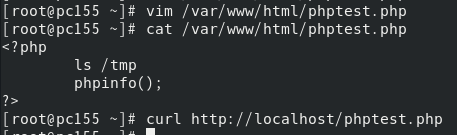 [root@pc155 ~]# vim /var/www/html/phptest.php
[root@pc155 ~]# cat /var/www/html/phptest.php
<?php
        ls /tmp
        phpinfo();
?>
[root@pc155 ~]# curl http://localhost/phptest.php
[root@pc155 ~]#